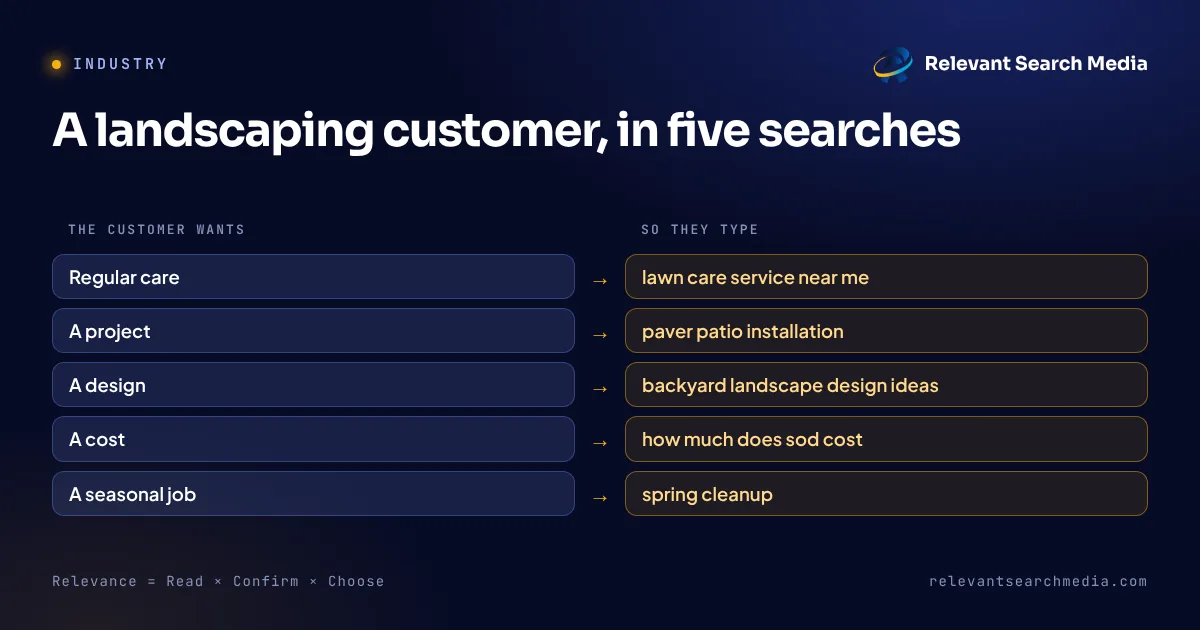 INDUSTRY
Relevant Search Media
A landscaping customer, in five searches
THE CUSTOMER WANTS
SO THEY TYPE
Regular care → lawn care service near me
A project → paver patio installation
A design → backyard landscape design ideas
A cost → how much does sod cost
A seasonal job → spring cleanup
Relevance = Read × Confirm × Choose
relevantsearchmedia.com